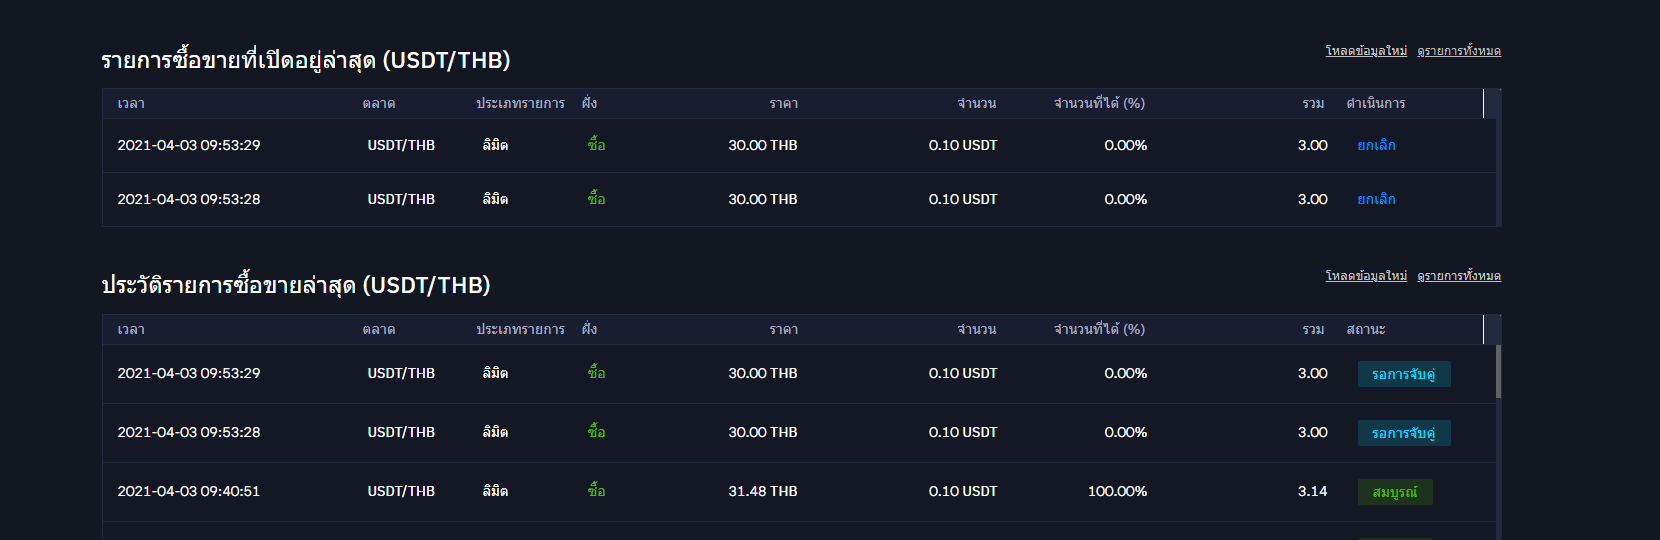 รายการซื้อขายที่เปิดอยู่ล่าสุด (USDT/THB) โหลดข้อมูลใหม่ ดูรายการทั้งหมด
เวลา ตลาด ประเภทรายการ ฝั่ง ราคา จำนวน จำนวนที่ได้ (%) รวม ดำเนินการ
2021-04-03 09:53:29 USDT/THB ลิมิต ซื้อ 30.00 THB 0.10 USDT 0.00% 3.00 ยกเลิก
2021-04-03 09:53:28 USDT/THB ลิมิต ซื้อ 30.00 THB 0.10 USDT 0.00% 3.00 ยกเลิก
ประวัติรายการซื้อขายล่าสุด (USDT/THB) โหลดข้อมูลใหม่ ดูรายการทั้งหมด
เวลา ตลาด ประเภทรายการ ฝั่ง ราคา จำนวน จำนวนที่ได้ (%) รวม สถานะ
2021-04-03 09:53:29 USDT/THB ลิมิต ซื้อ 30.00 THB 0.10 USDT 0.00% 3.00 รอการจับคู่
2021-04-03 09:53:28 USDT/THB ลิมิต ซื้อ 30.00 THB 0.10 USDT 0.00% 3.00 รอการจับคู่
2021-04-03 09:40:51 USDT/THB ลิมิต ซื้อ 31.48 THB 0.10 USDT 100.00% 3.14 สมบูรณ์